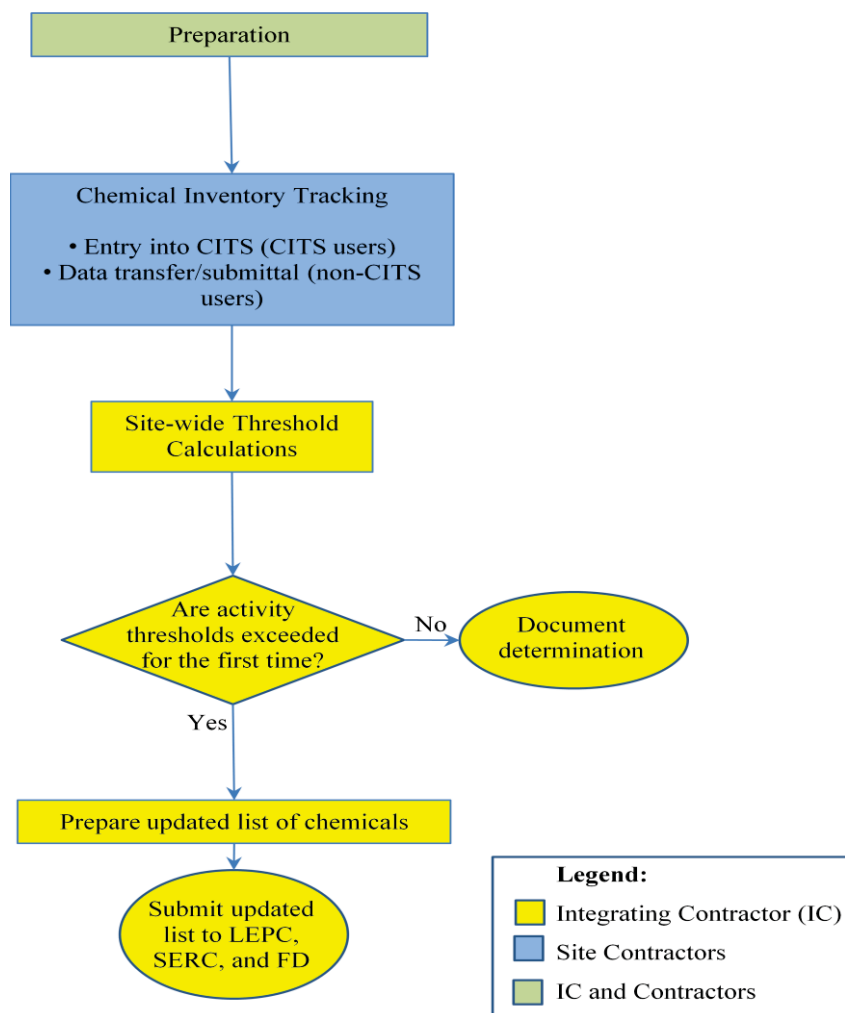 Preparation
Chemical Inventory Tracking
• Entry into CITS (CITS users)
• Data transfer/submittal (non-CITS
users)
Site-wide Threshold
Calculations
Are activity
thresholds exceeded
for the first time?
No
Document
determination
Yes
Prepare updated list of chemicals
Submit updated
list to LEPC,
SERC, and FD
Legend:
Integrating Contractor (IC)
Site Contractors
IC and Contractors